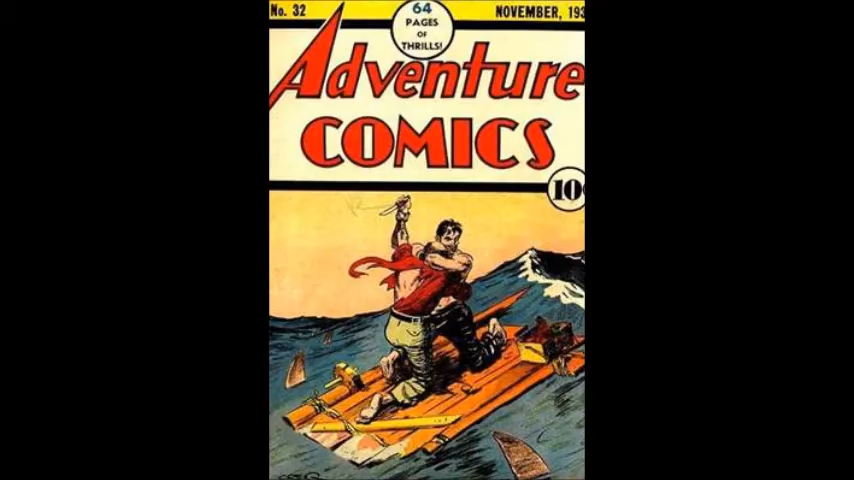 No. 32
64
PAGES
OF
THRILLS!
NOVEMBER, 193
Adventure
COMICS
10